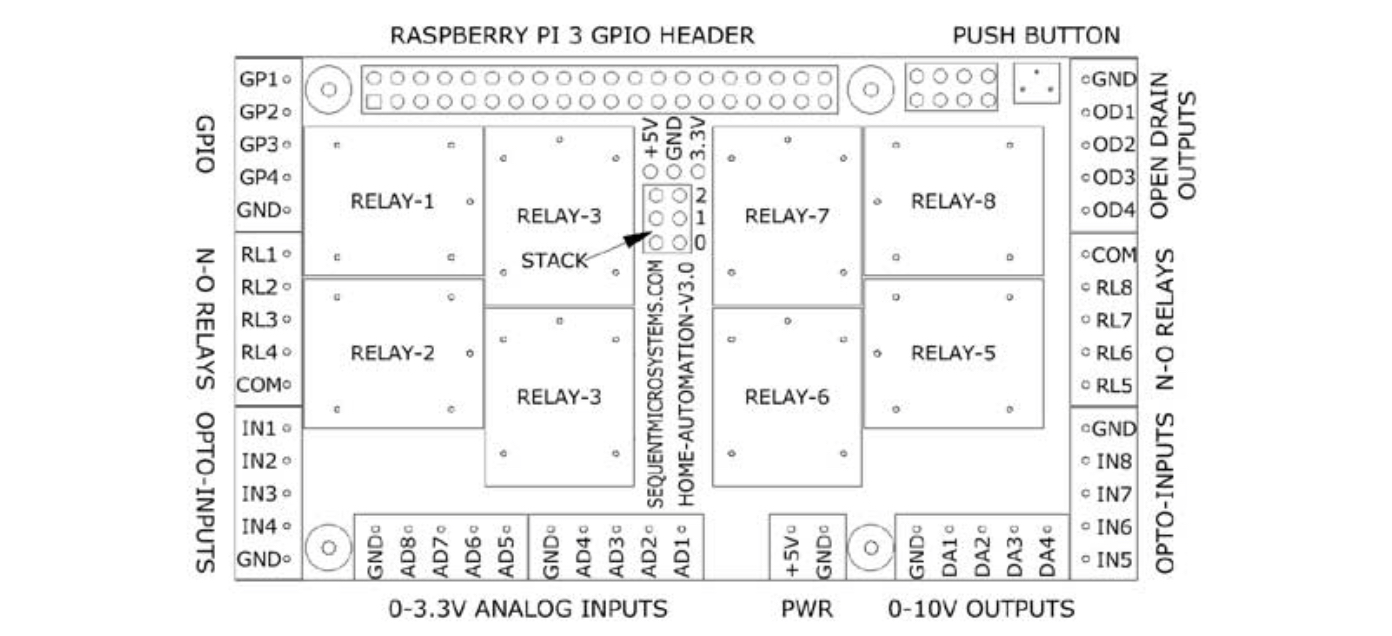 RASPBERRY PI 3 GPIO HEADER
PUSH BUTTON
GPIO
GP1
GP2
GP3
GP4
GND
N-O RELAYS
RL1
RL2
RL3
RL4
COM
OPTO-INPUTS
IN1
IN2
IN3
IN4
GND
RELAY-1
RELAY-2
RELAY-3
RELAY-3
+5V
GND
3.3V
2
1
0
STACK
SEQUENTMICROSYSTEMS.COM
HOME-AUTOMATION-V3.0
RELAY-7
RELAY-6
RELAY-8
RELAY-5
GND
OD1
OD2
OD3
OD4
OPEN DRAIN
OUTPUTS
COM
RL8
RL7
RL6
RL5
N-O RELAYS
GND
IN8
IN7
IN6
IN5
OPTO-INPUTS
GND
AD8
AD7
AD6
AD5
GND
AD4
AD3
AD2
AD1
0-3.3V ANALOG INPUTS
+5V
GND
PWR
GND
DA1
DA2
DA3
DA4
0-10V OUTPUTS